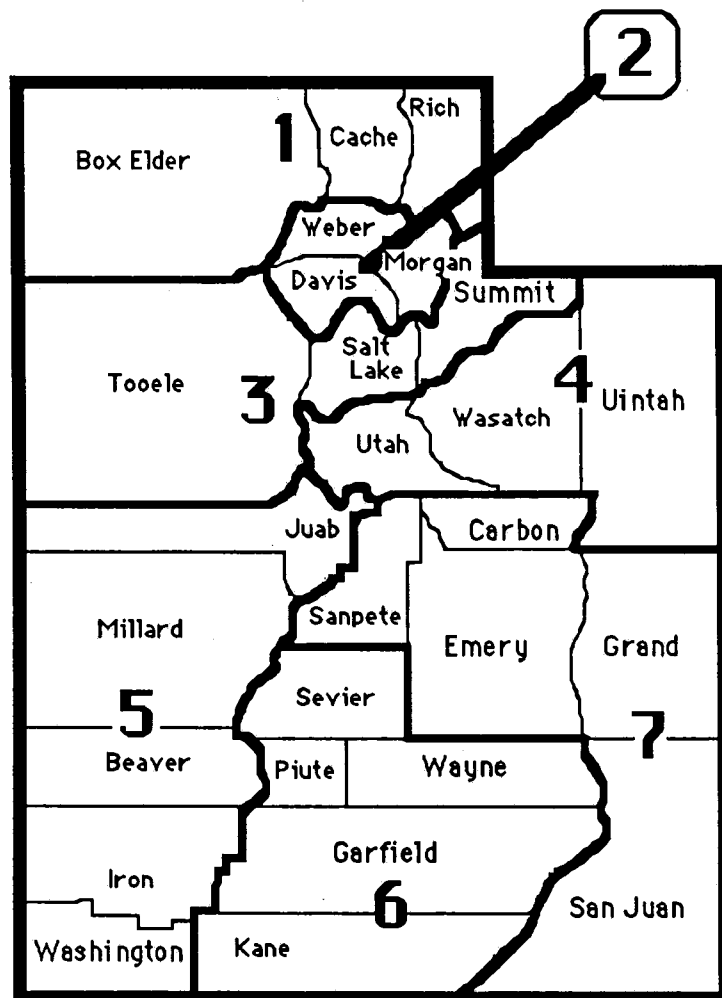 2
Rich
1
Cache
Box Elder
Weber
Morgan
Davis
Summit
Salt
Lake
Tooele
3
4
Uintah
Wasatch
Utah
Juab
Carbon
Sanpete
Millard
Emery
Grand
Sevier
5
7
Beaver
Piute
Wayne
Garfield
Iron
6
San Juan
Washington
Kane